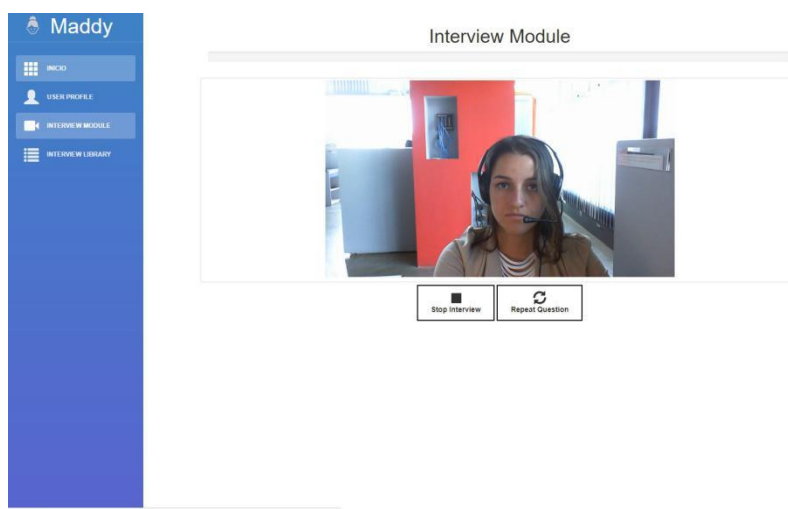 Maddy
INICIO
USER PROFILE
INTERVIEW MODULE
INTERVIEW LIBRARY
Interview Module
Stop Interview
Repeat Question